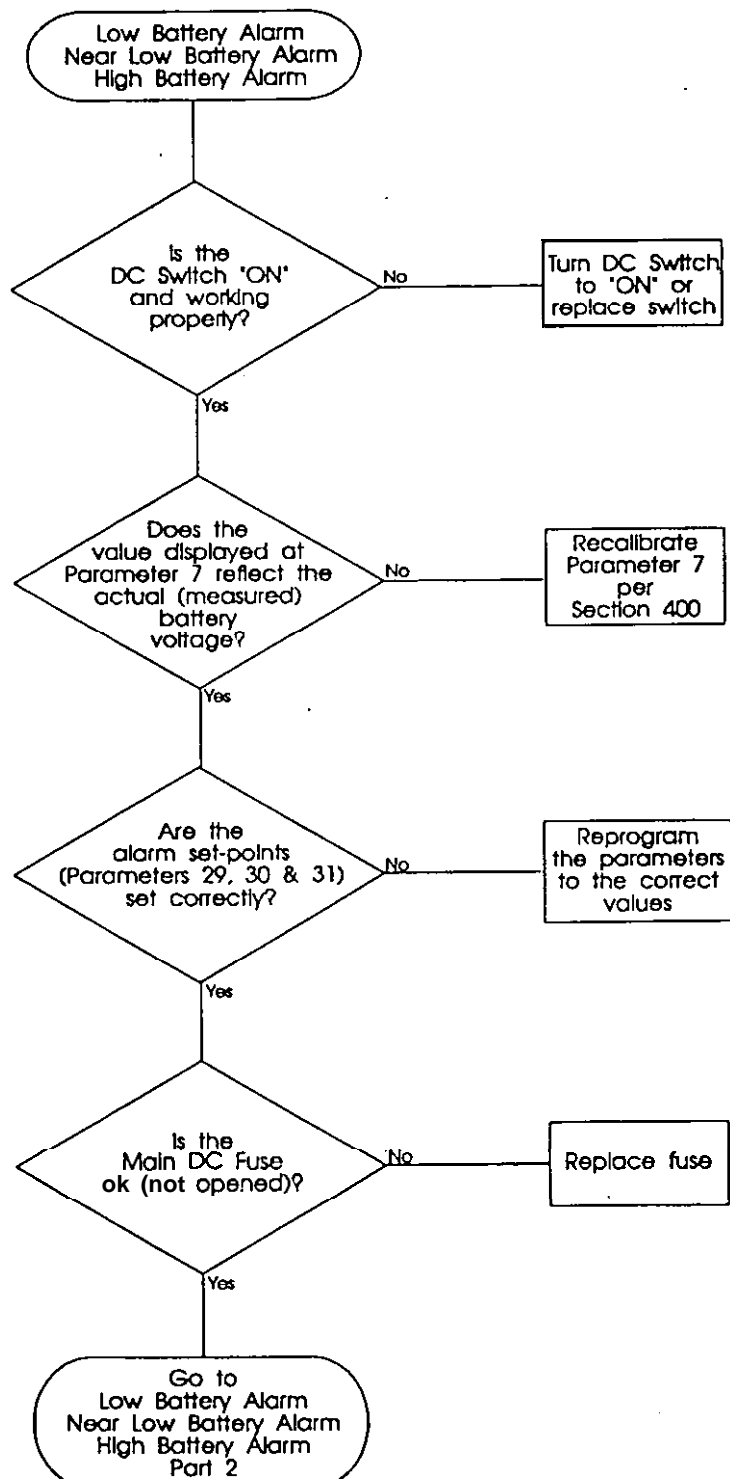 Low Battery Alarm
Near Low Battery Alarm
High Battery Alarm
Is the
DC Switch "ON"
and working
property?
No
Turn DC Switch
to "ON" or
replace switch
Yes
Does the
value displayed at
Parameter 7 reflect the
actual (measured)
battery
voltage?
No
Recalibrate
Parameter 7
per
Section 400
Yes
Are the
alarm set-points
(Parameters 29, 30 & 31)
set correctly?
No
Reprogram
the parameters
to the correct
values
Yes
Is the
Main DC Fuse
ok (not opened)?
No
Replace fuse
Yes
Go to
Low Battery Alarm
Near Low Battery Alarm
High Battery Alarm
Part 2